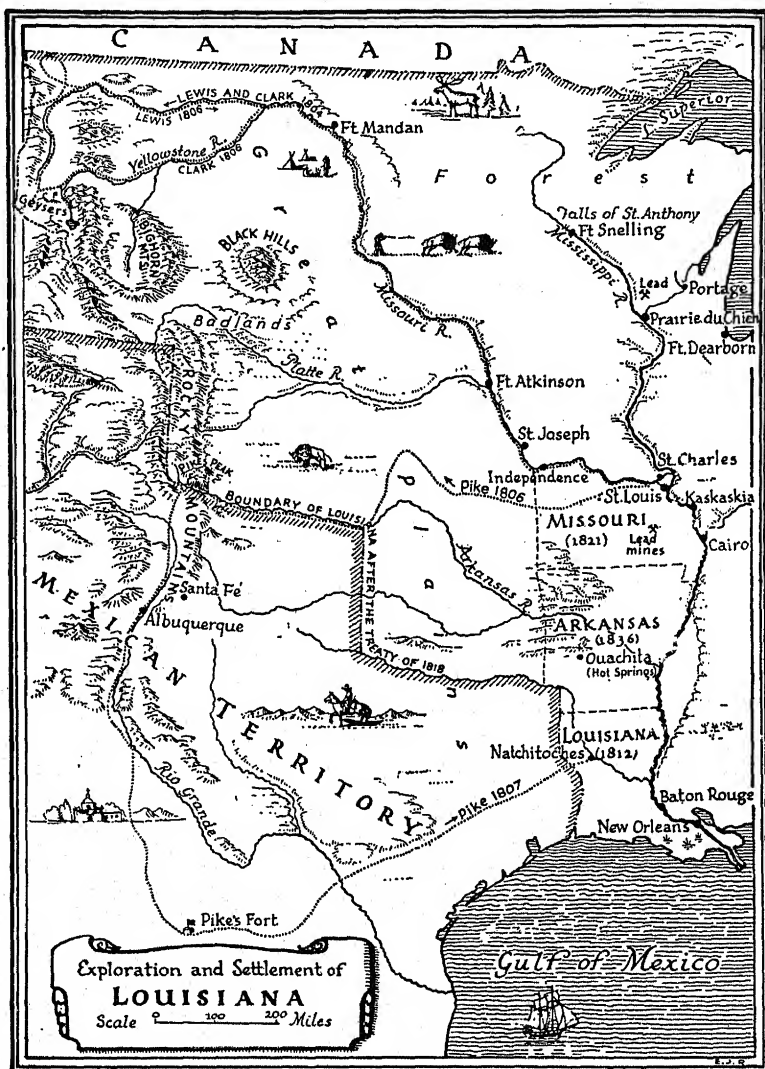 CANADA
←LEWIS AND CLARK 1804
LEWIS 1806→
Ft Mandan
L. Superior
Yellowstone R.
CLARK 1806
Forest
Geysers
BIGHORN MTS.
Falls of St. Anthony
Ft Snelling
BLACK HILLS
Great
Mississippi R.
Lead
Portage
Missouri R.
Prairie du Chien
Badlands
Ft. Dearborn
Platte R.
ROCKY
Ft. Atkinson
St. Joseph
PIKE'S PEAK
St. Charles
Independence
←Pike 1806
St. Louis
Kaskaskia
BOUNDARY OF LOUISIANA AFTER THE TREATY OF 1818
MISSOURI
(1821)
Lead
mines
Cairo
MOUNTAINS
Plains
Arkansas R.
Santa Fé
Albuquerque
ARKANSAS
(1836)
Ouachita
(Hot Springs)
MEXICAN TERRITORY
LOUISIANA
Natchitoches (1812)
→Pike 1807
Rio Grande
Baton Rouge
New Orleans
Pike's Fort
Gulf of Mexico
Exploration and Settlement of
LOUISIANA
Scale 0 100 200 Miles